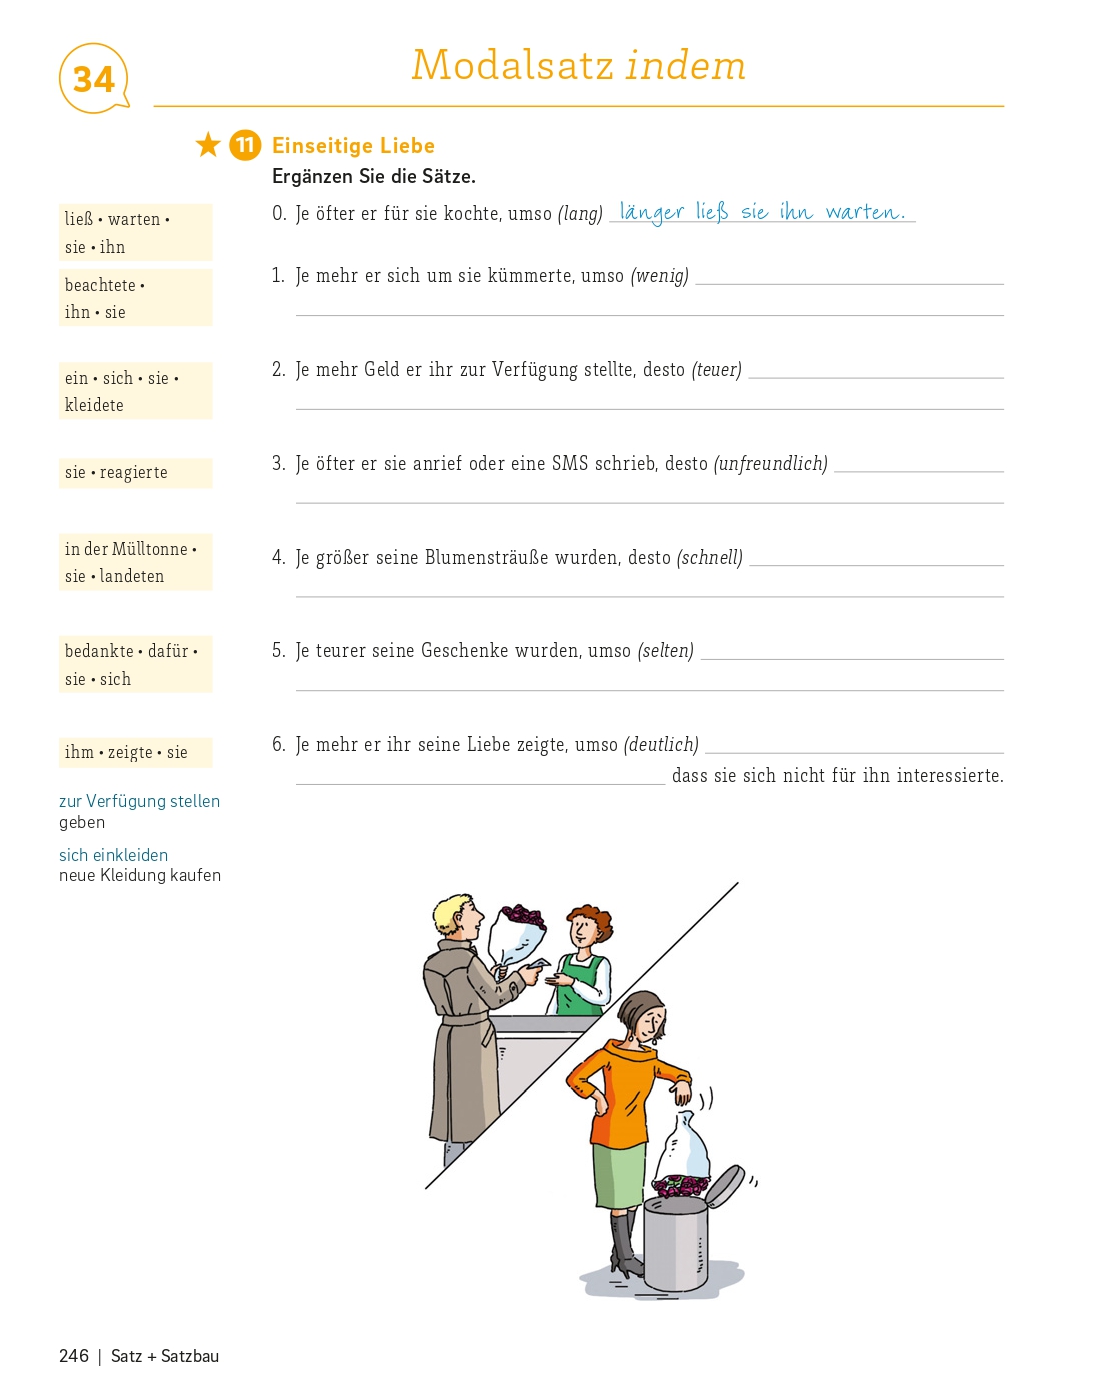 34
Modalsatz indem
11 Einseitige Liebe
Ergänzen Sie die Sätze.
ließ • warten •
sie • ihn
0. Je öfter er für sie kochte, umso (lang) länger ließ sie ihn warten.
beachtete •
ihn • sie
1. Je mehr er sich um sie kümmerte, umso (wenig)
ein • sich • sie •
kleidete
2. Je mehr Geld er ihr zur Verfügung stellte, desto (teuer)
sie • reagierte
3. Je öfter er sie anrief oder eine SMS schrieb, desto (unfreundlich)
in der Mülltonne •
sie • landeten
4. Je größer seine Blumensträuße wurden, desto (schnell)
bedankte • dafür •
sie • sich
5. Je teurer seine Geschenke wurden, umso (selten)
ihm • zeigte • sie
6. Je mehr er ihr seine Liebe zeigte, umso (deutlich)
dass sie sich nicht für ihn interessierte.
zur Verfügung stellen
geben
sich einkleiden
neue Kleidung kaufen
246 | Satz + Satzbau